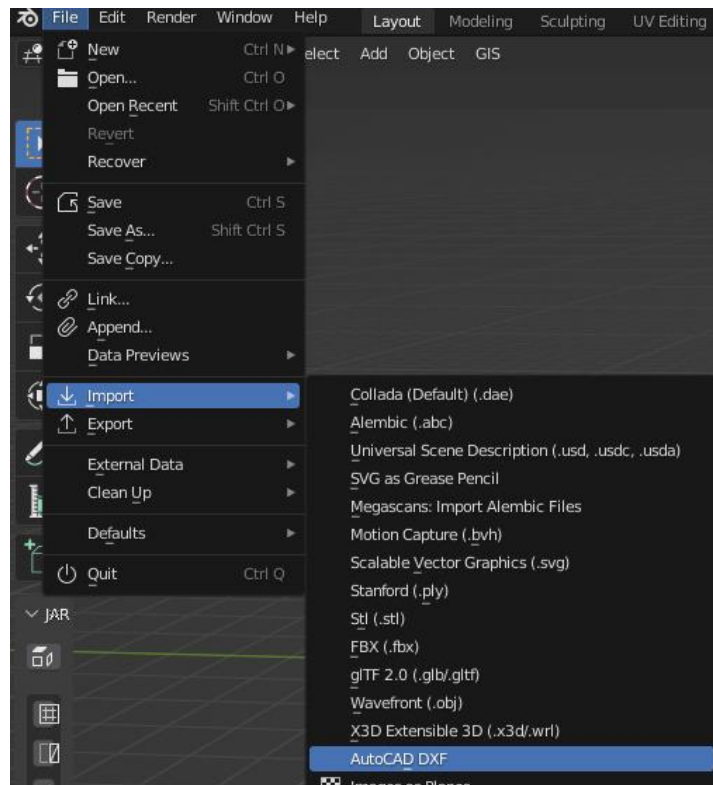 File Edit Render Window Help Layout Modeling Sculpting UV Editing
elect Add Object GIS
New Ctrl N
Open... Ctrl O
Open Recent Shift Ctrl O
Revert
Recover
Save Ctrl S
Save As... Shift Ctrl S
Save Copy...
Link...
Append...
Data Previews
Import
Export
External Data
Clean Up
Defaults
Quit Ctrl Q
JAR
Collada (Default) (.dae)
Alembic (.abc)
Universal Scene Description (.usd, .usdc, .usda)
SVG as Grease Pencil
Megascans: Import Alembic Files
Motion Capture (.bvh)
Scalable Vector Graphics (.svg)
Stanford (.ply)
Stl (.stl)
FBX (.fbx)
glTF 2.0 (.glb/.gltf)
Wavefront (.obj)
X3D Extensible 3D (.x3d/.wrl)
AutoCAD DXF
Images as Planes